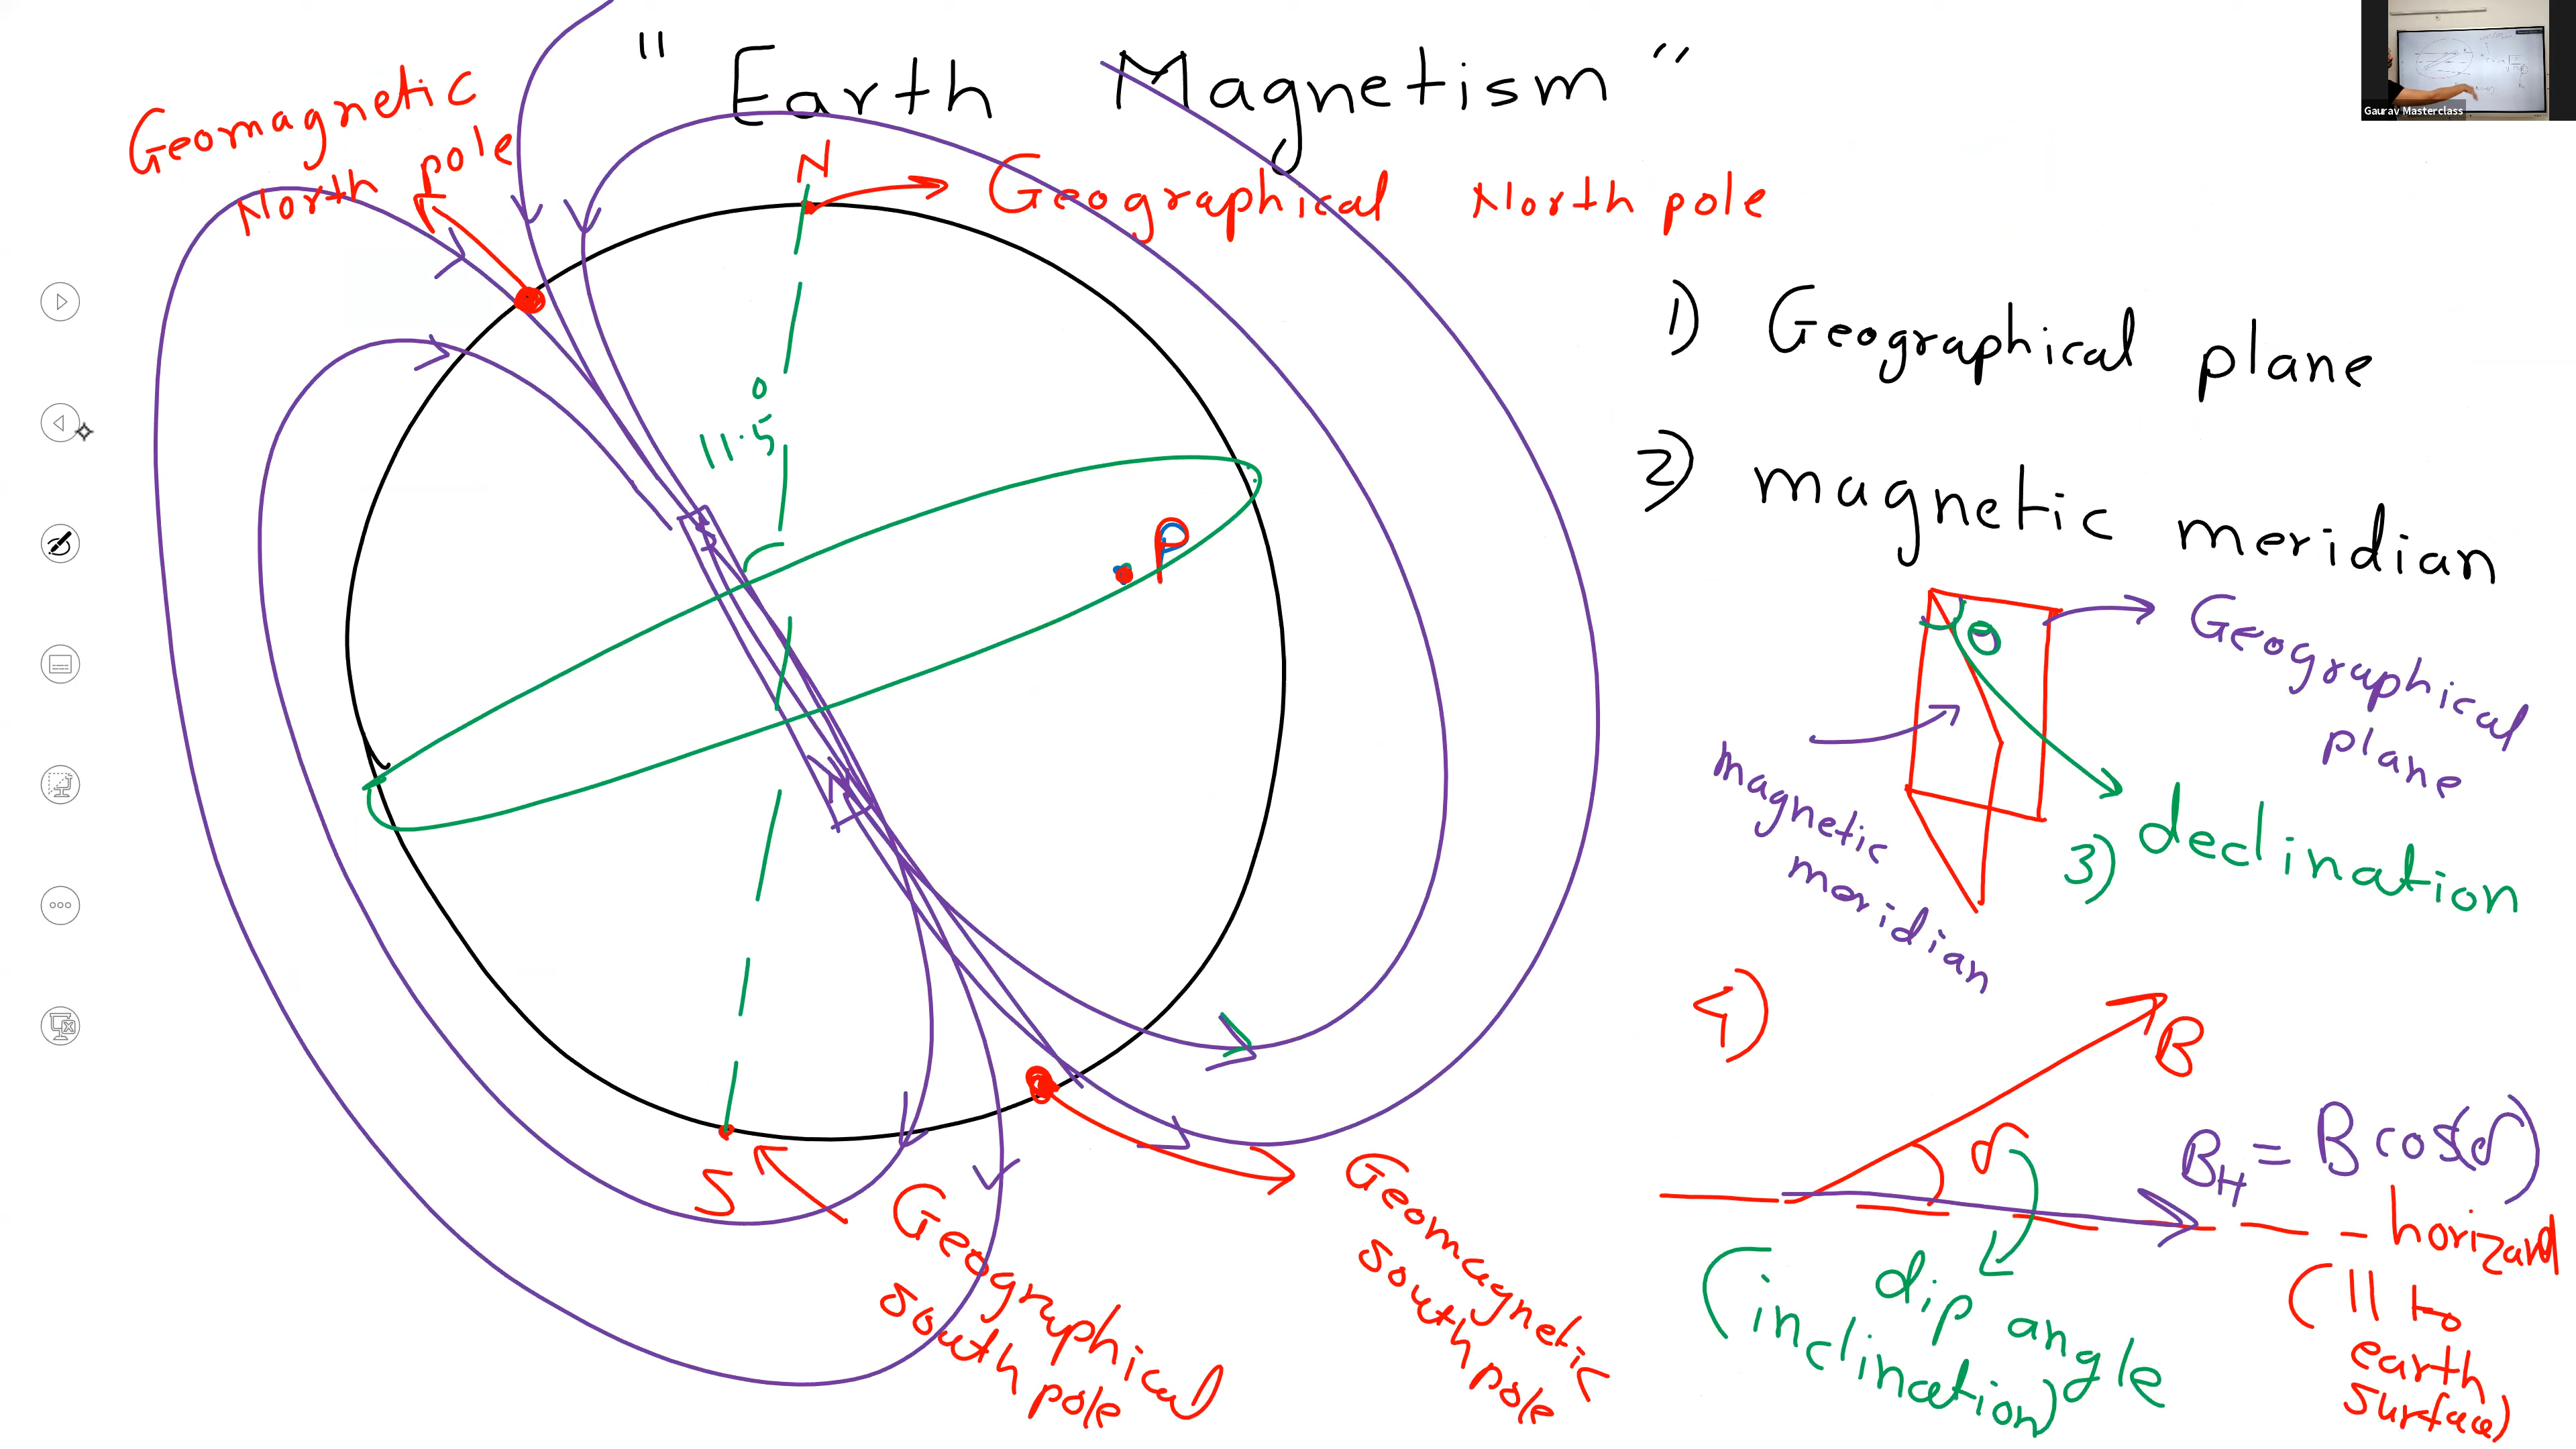 " Earth Magnetism "
Gaurav Masterclass
Geomagnetic
North pole
N
Geographical North pole
11.5°
S
N
P
S
Geographical
South pole
Geomagnetic
South pole
1) Geographical plane
2) magnetic meridian
θ
Geographical
plane
magnetic
meridian
3) declination
4)
B
δ
B_H = B cos(δ)
horizard
(11 to
earth
surface)
dip angle
(inclination)